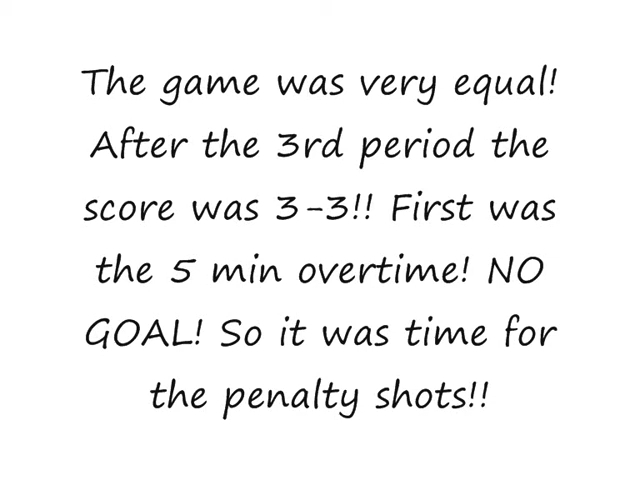 The game was very equal!
After the 3rd period the
score was 3-3!! First was
the 5 min overtime! NO
GOAL! So it was time for
the penalty shots!!